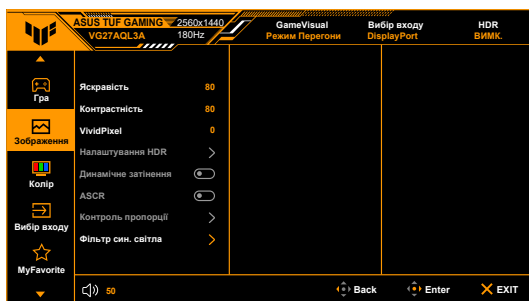 ASUS TUF GAMING 2560x1440 GameVisual Вибір входу HDR
VG27AQL3A 180Hz Режим Перегони DisplayPort ВИМК.
Гра
Зображення
Колір
Вибір входу
MyFavorite
Яскравість 80
Контрастність 80
VividPixel 0
Налаштування HDR
Динамічне затінення
ASCR
Контроль пропорції
Фільтр син. світла
50 Back Enter EXIT